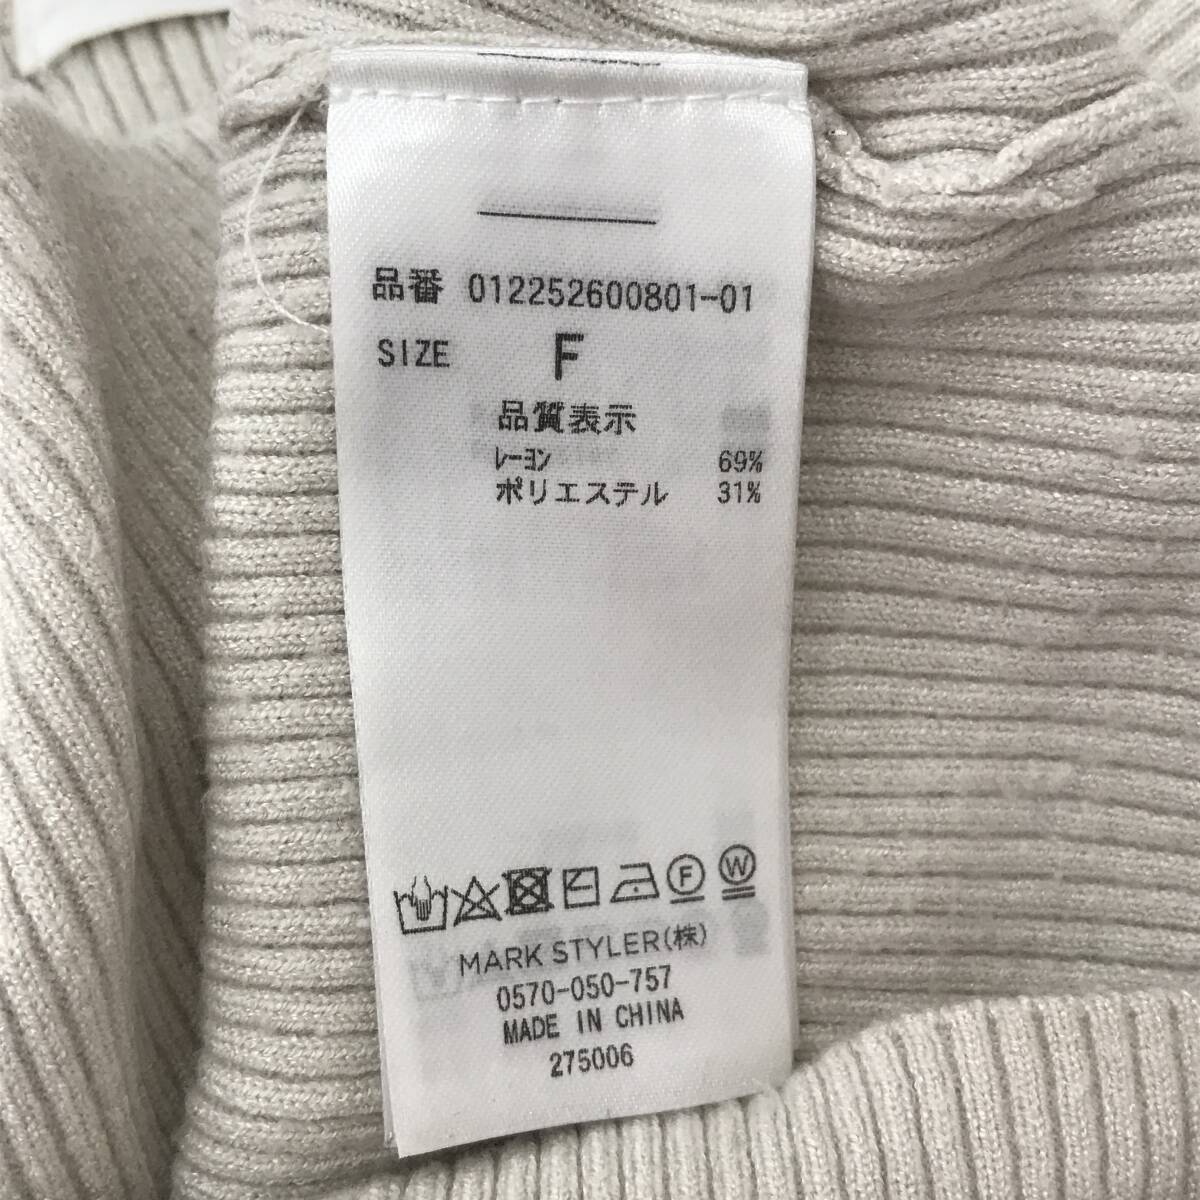 品番 012252600801-01
SIZE F
品質表示
ﾚｰﾖﾝ 69%
ポリエステル 31%
F W
MARK STYLER(株)
0570-050-757
MADE IN CHINA
275006